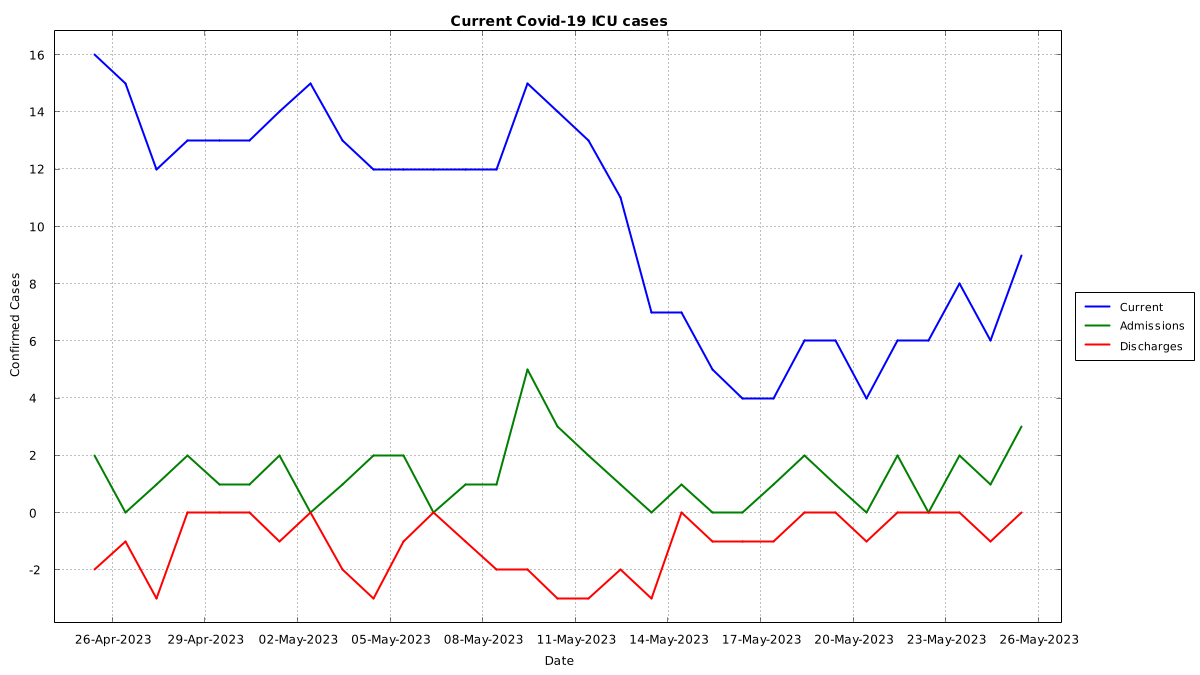 Current Covid-19 ICU cases
Confirmed Cases
16
14
12
10
8
6
4
2
0
-2
26-Apr-2023 29-Apr-2023 02-May-2023 05-May-2023 08-May-2023 11-May-2023 14-May-2023 17-May-2023 20-May-2023 23-May-2023 26-May-2023
Date
Current
Admissions
Discharges